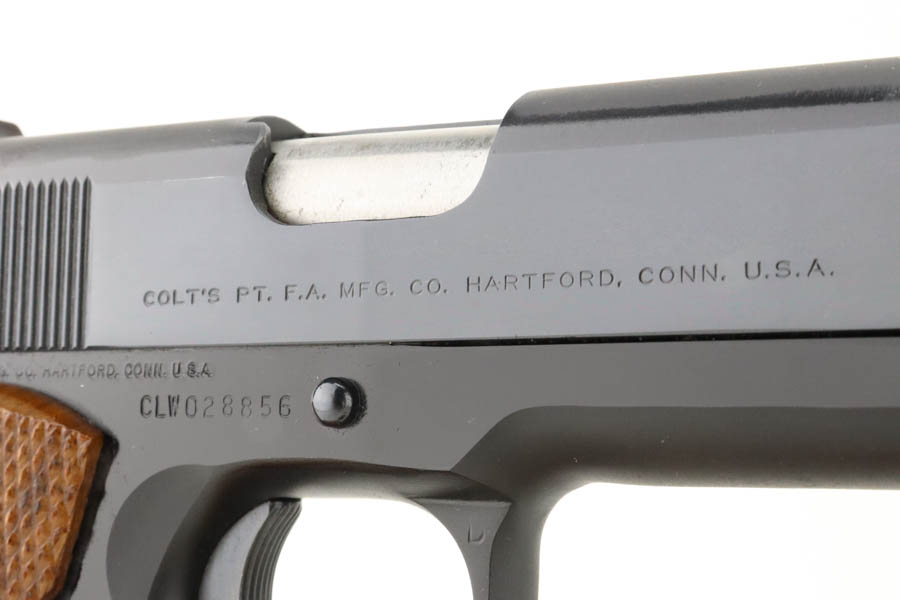 COLT'S PT. F.A. MFG. CO. HARTFORD, CONN. U.S.A.
CO. HARTFORD, CONN. U.S.A.
CLW028856
L